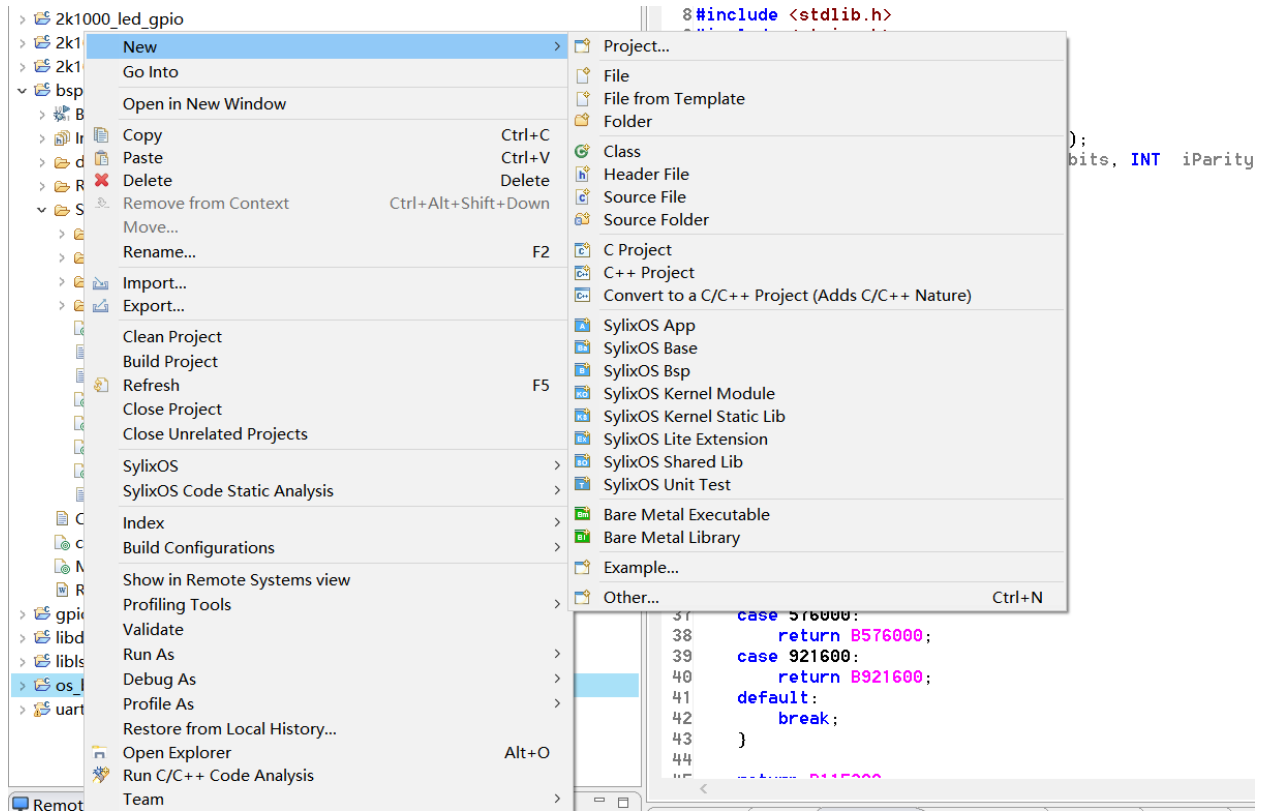 2k1000_led_gpio
New
Go Into
Open in New Window
Copy Ctrl+C
Paste Ctrl+V
Delete Delete
Remove from Context Ctrl+Alt+Shift+Down
Move...
Rename... F2
Import...
Export...
Clean Project
Build Project
Refresh F5
Close Project
Close Unrelated Projects
SylixOS
SylixOS Code Static Analysis
Index
Build Configurations
Show in Remote Systems view
Profiling Tools
Validate
Run As
Debug As
Profile As
Restore from Local History...
Open Explorer Alt+O
Run C/C++ Code Analysis
Team
Project...
File
File from Template
Folder
Class
Header File
Source File
Source Folder
C Project
C++ Project
Convert to a C/C++ Project (Adds C/C++ Nature)
SylixOS App
SylixOS Base
SylixOS Bsp
SylixOS Kernel Module
SylixOS Kernel Static Lib
SylixOS Lite Extension
SylixOS Shared Lib
SylixOS Unit Test
Bare Metal Executable
Bare Metal Library
Example...
Other... Ctrl+N
8 #include <stdlib.h>
);
bits, INT iParity
37 case 576000:
38 return B576000;
39 case 921600:
40 return B921600;
41 default:
42 break;
43 }
44